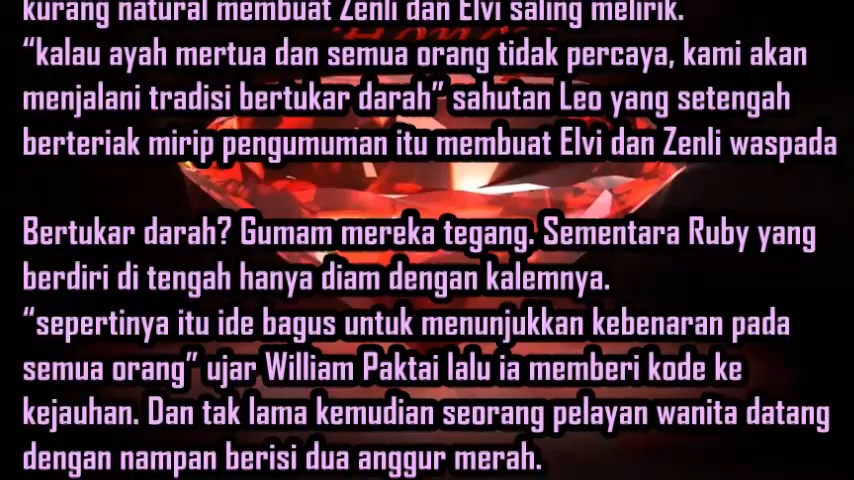 kurang natural membuat Zenli dan Elvi saling melirik.
“kalau ayah mertua dan semua orang tidak percaya, kami akan
menjalani tradisi bertukar darah” sahutan Leo yang setengah
berteriak mirip pengumuman itu membuat Elvi dan Zenli waspada
Bertukar darah? Gumam mereka tegang. Sementara Ruby yang
berdiri di tengah hanya diam dengan kalemnya.
“sepertinya itu ide bagus untuk menunjukkan kebenaran pada
semua orang” ujar William Paktai lalu ia memberi kode ke
kejauhan. Dan tak lama kemudian seorang pelayan wanita datang
dengan nampan berisi dua anggur merah.